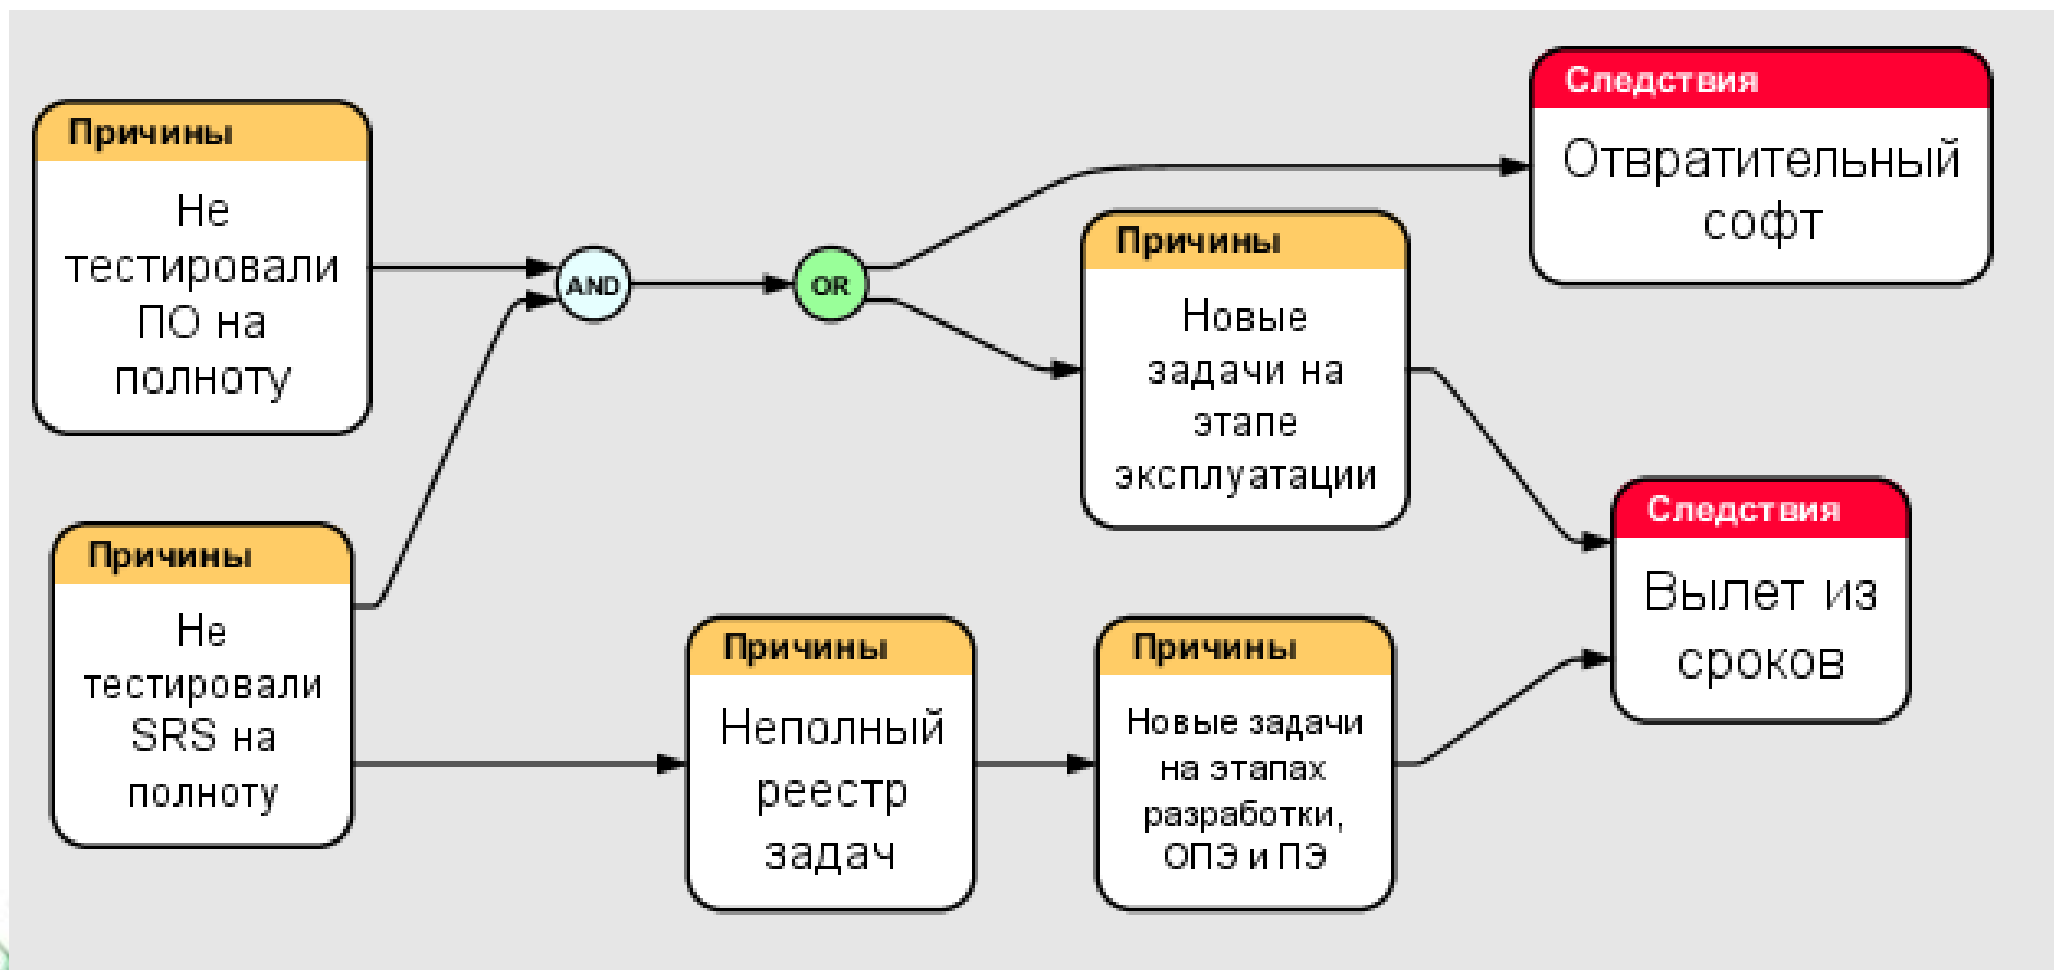 Причины
Не
тестировали
ПО на
полноту
AND
OR
Следствия
Отвратительный
софт
Причины
Новые
задачи на
этапе
эксплуатации
Причины
Не
тестировали
SRS на
полноту
Причины
Неполный
реестр
задач
Причины
Новые задачи
на этапах
разработки,
ОПЭ и ПЭ
Следствия
Вылет из
сроков